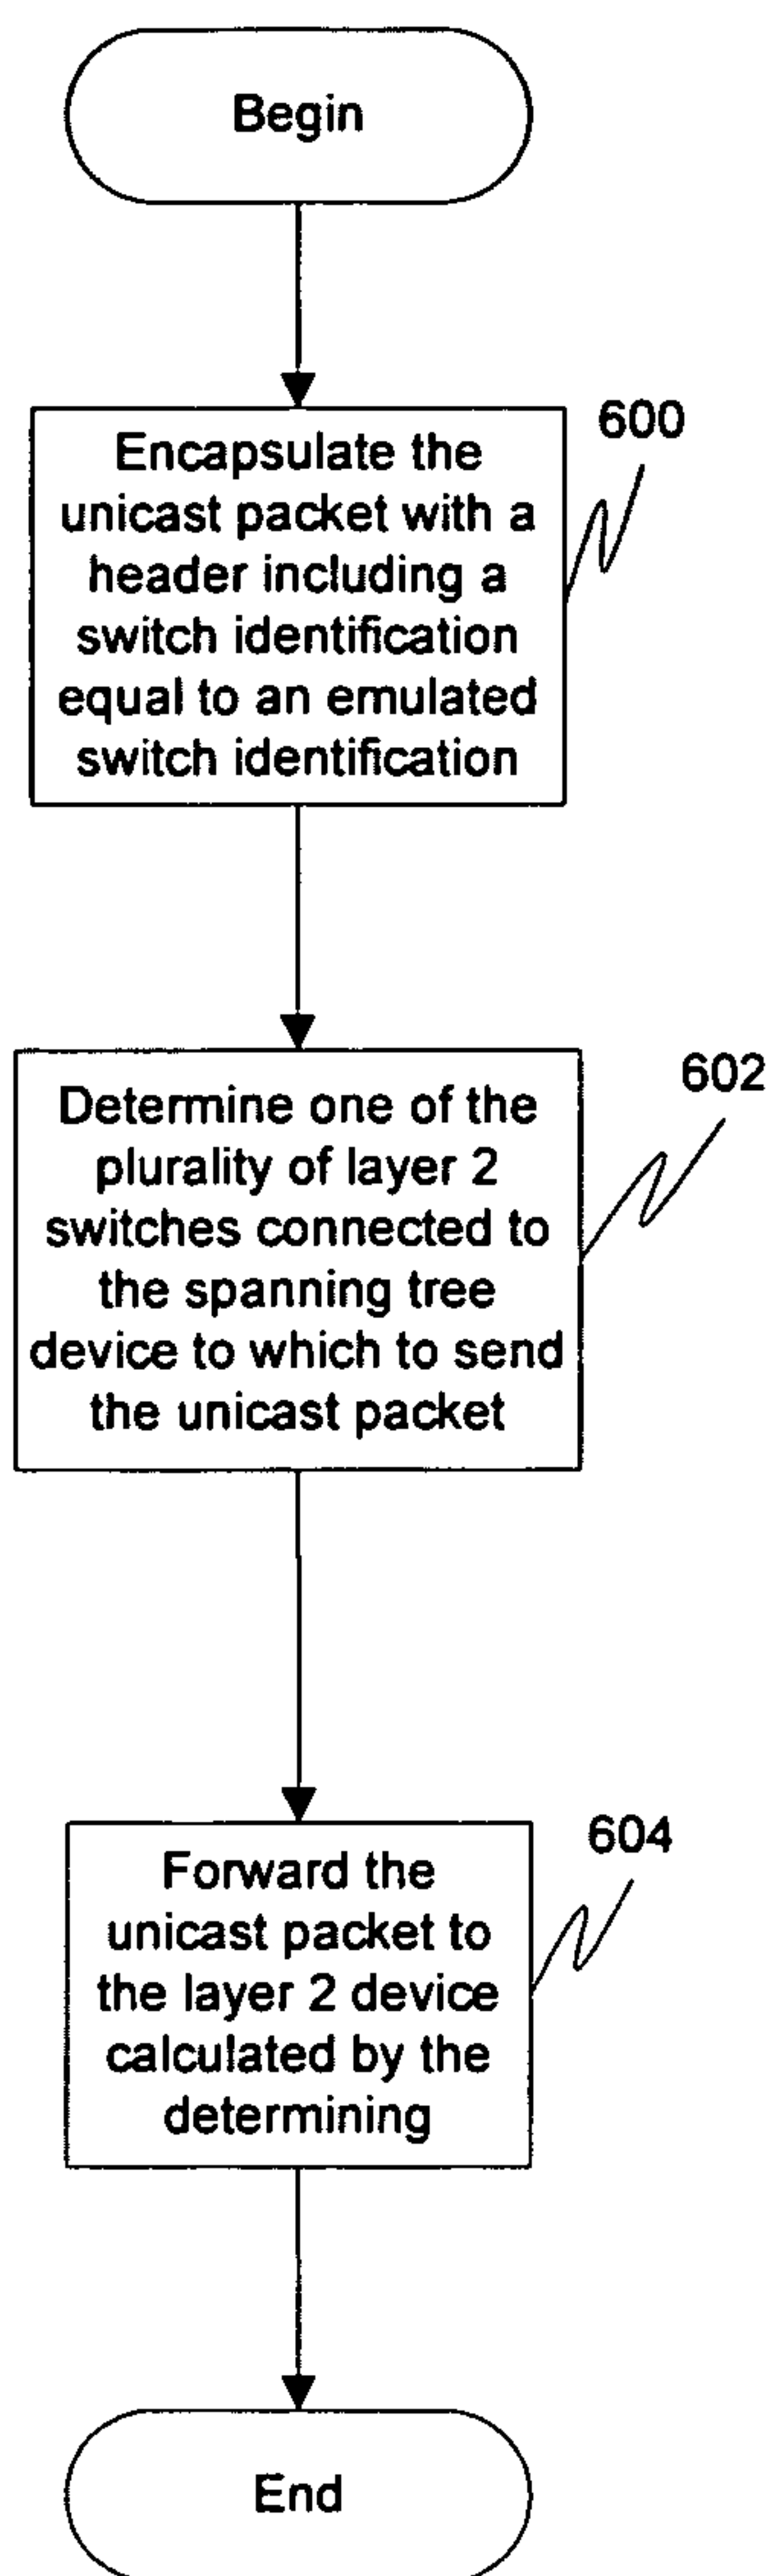 Begin
600
Encapsulate the
unicast packet with a
header including a
switch identification
equal to an emulated
switch identification
602
Determine one of the
plurality of layer 2
switches connected to
the spanning tree
device to which to send
the unicast packet
604
Forward the
unicast packet to
the layer 2 device
calculated by the
determining
End